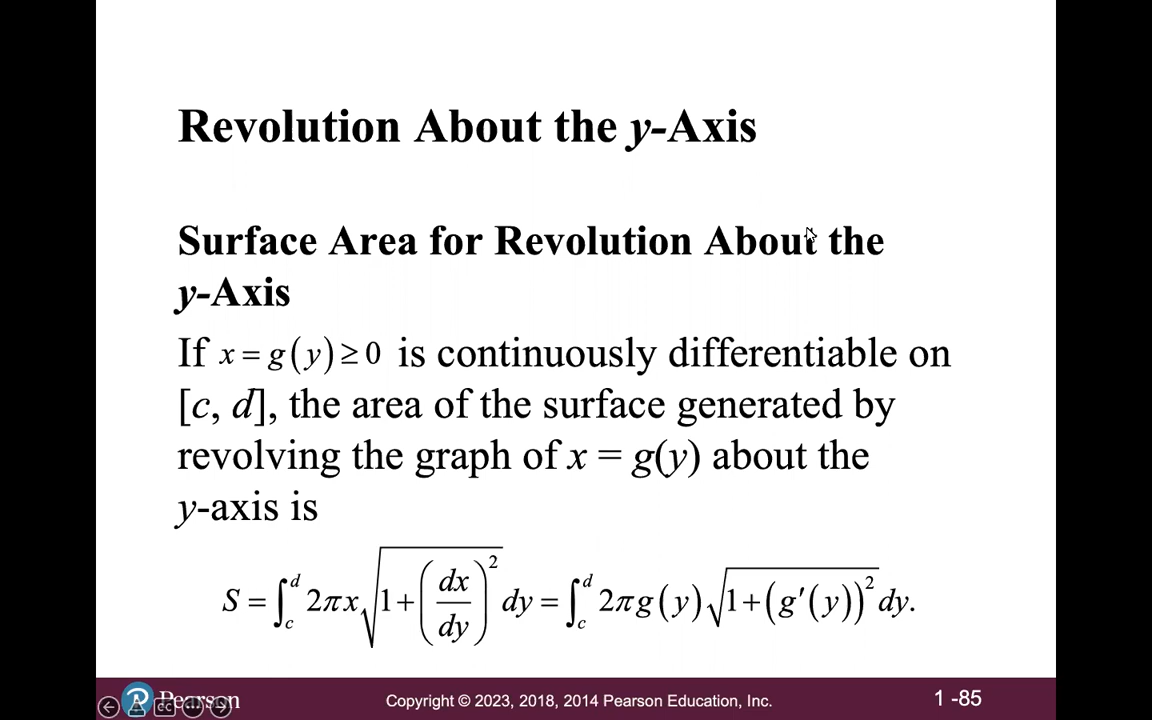 Revolution About the y-Axis
Surface Area for Revolution About the
y-Axis
If x = g(y) ≥ 0 is continuously differentiable on
[c, d], the area of the surface generated by
revolving the graph of x = g(y) about the
y-axis is
S = ∫_c^d 2πx √(1 + (dx/dy)^2) dy = ∫_c^d 2πg(y) √(1 + (g′(y))^2) dy.
Pearson
Copyright © 2023, 2018, 2014 Pearson Education, Inc.
1 -85